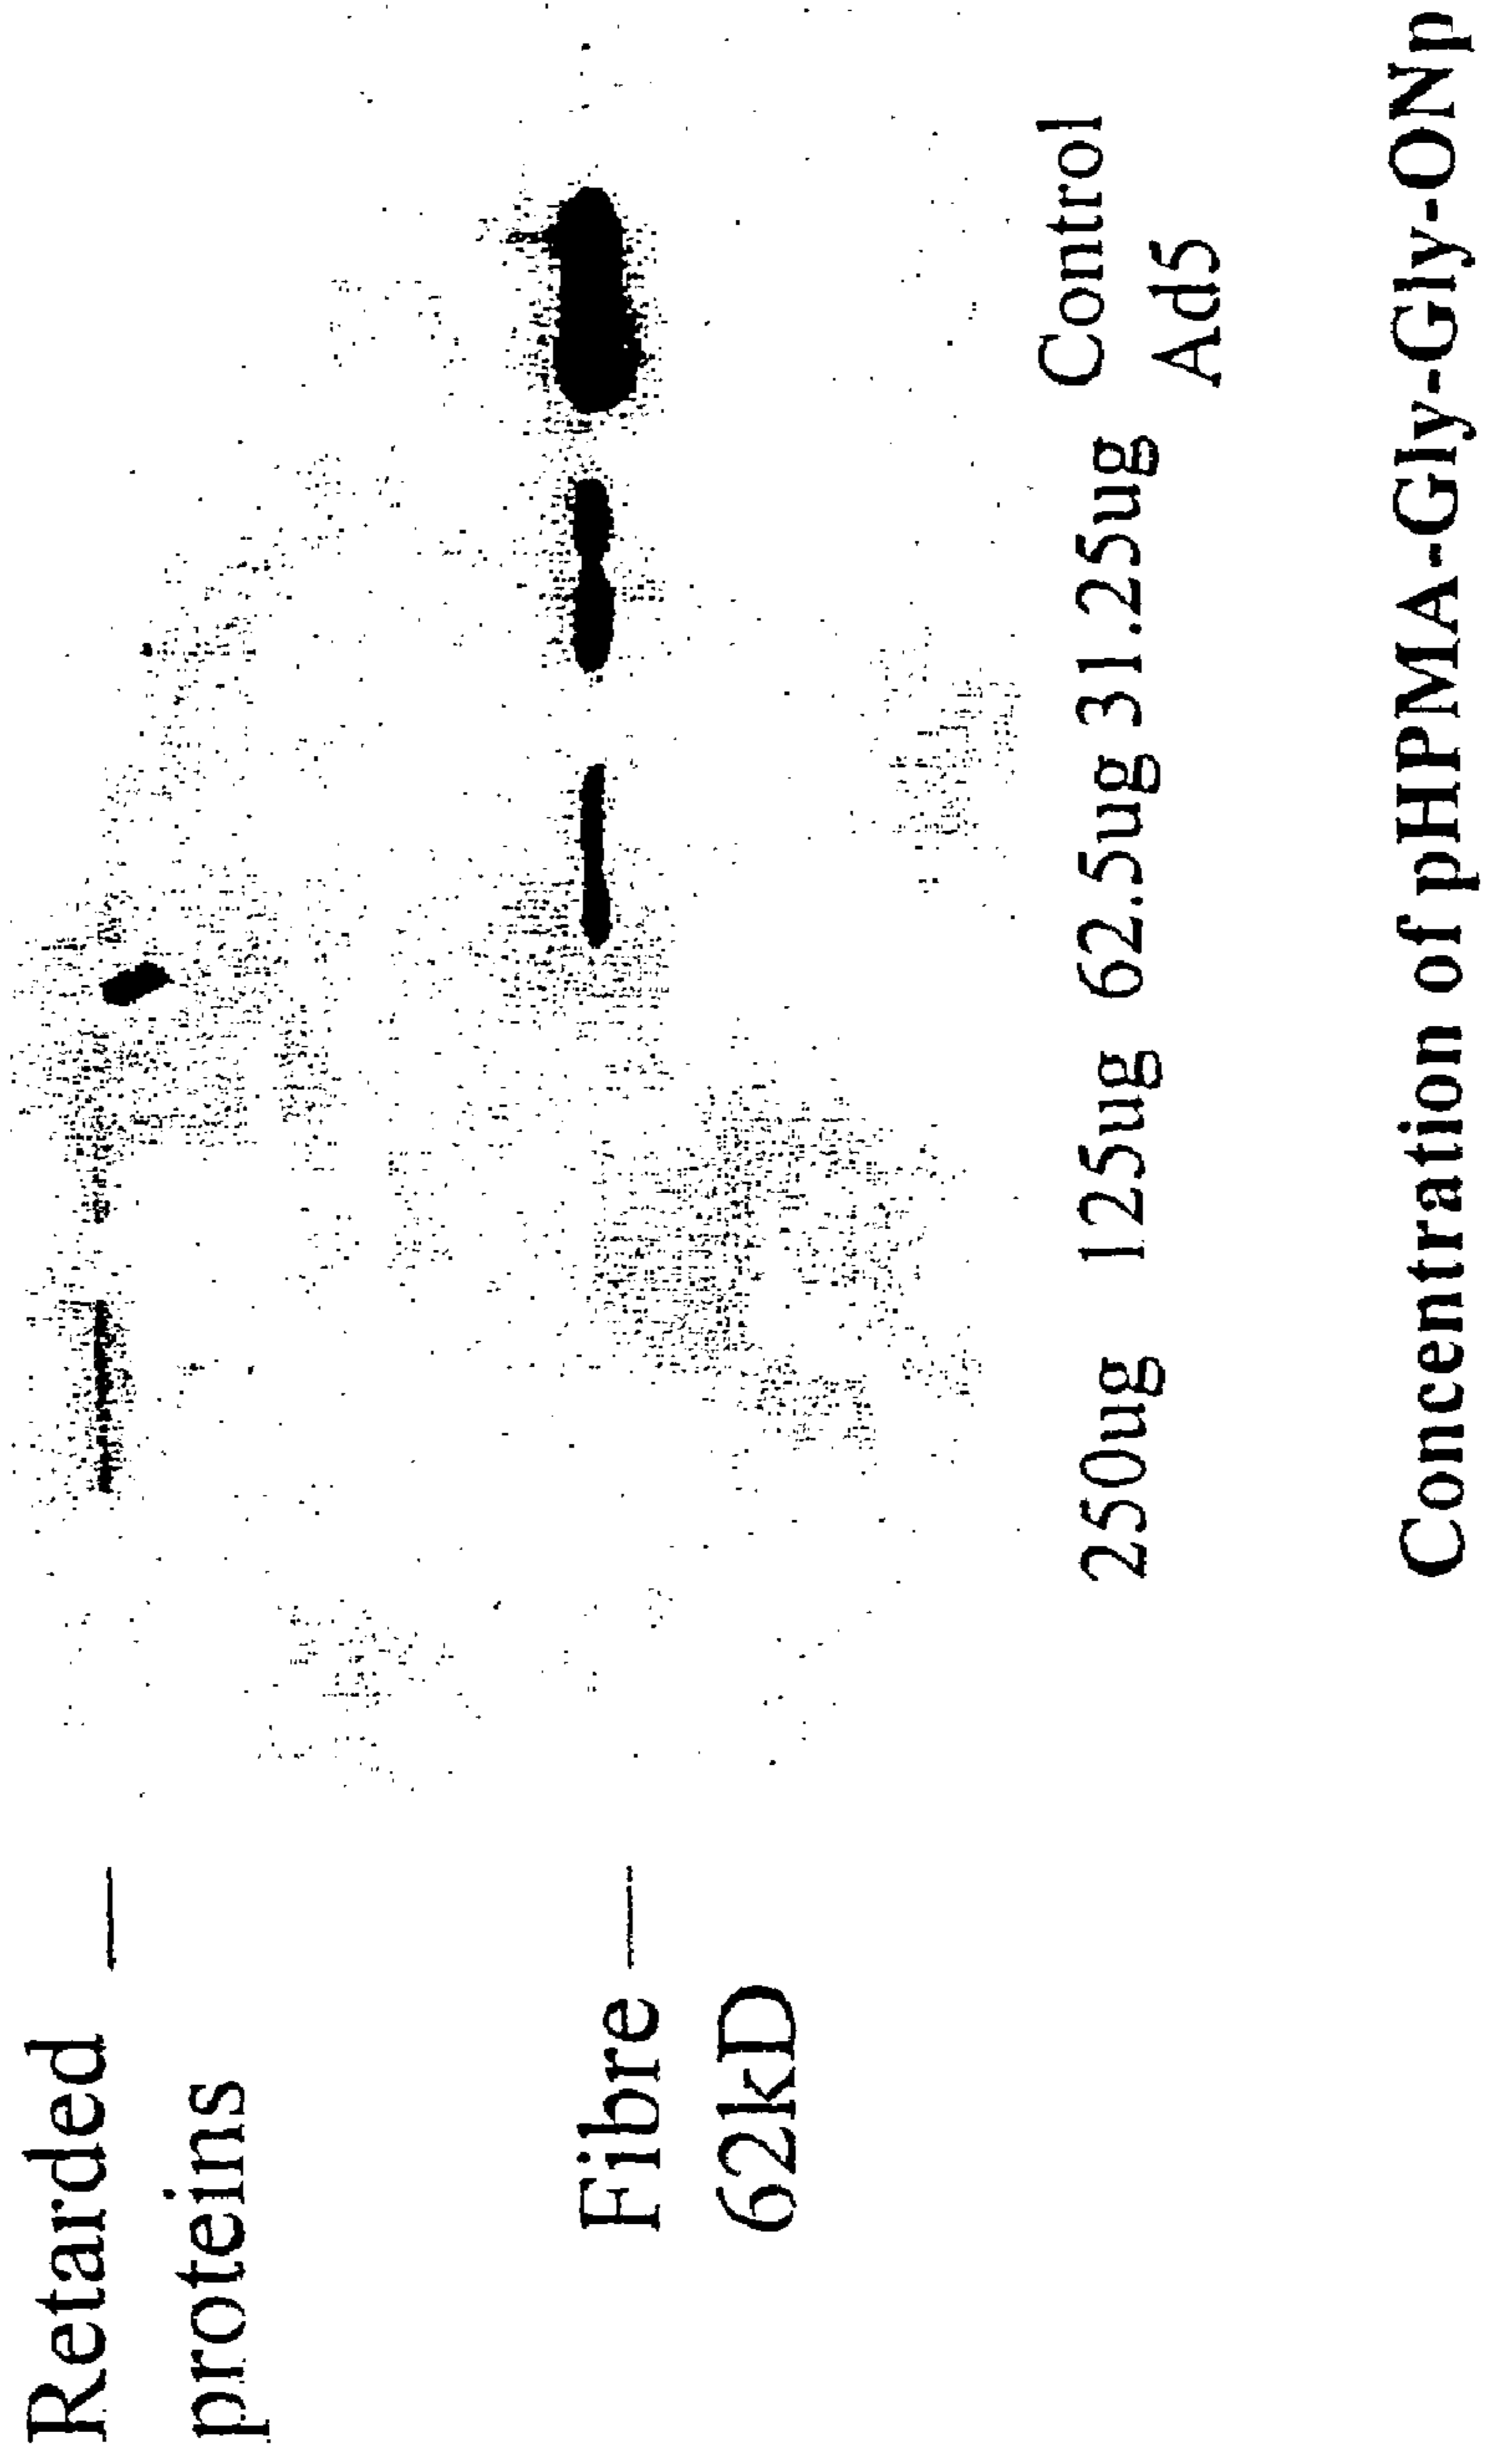 Retarded
proteins
Fibre
62kD
250ug 125ug 62.5ug 31.25ug Control
Ad5
Concentration of pHPMA-Gly-Gly-ONp